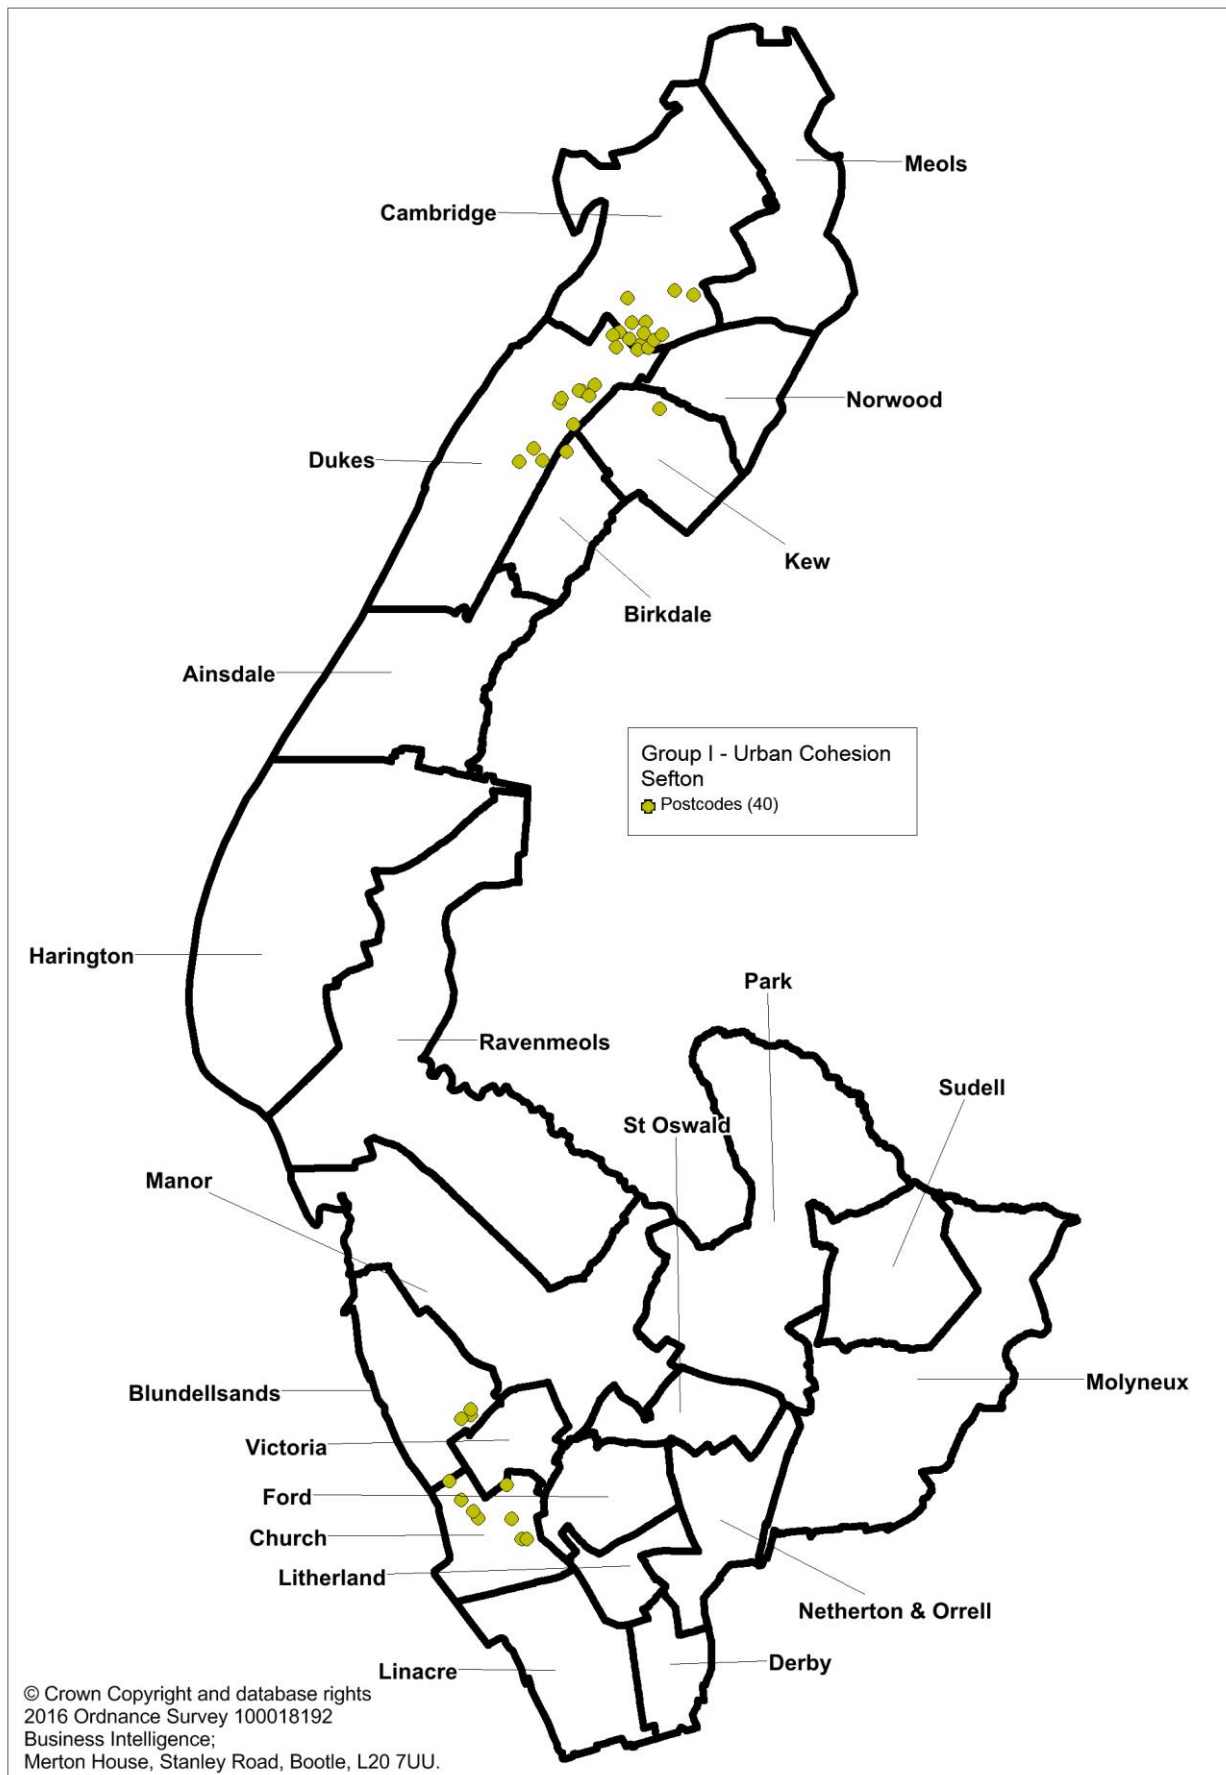 Meols
Cambridge
Norwood
Dukes
Kew
Birkdale
Ainsdale
Group I - Urban Cohesion
Sefton
Postcodes (40)
Harington
Park
Ravenmeols
Sudell
St Oswald
Manor
Blundellsands
Molyneux
Victoria
Ford
Church
Litherland
Netherton & Orrell
Derby
Linacre
© Crown Copyright and database rights
2016 Ordnance Survey 100018192
Business Intelligence;
Merton House, Stanley Road, Bootle, L20 7UU.